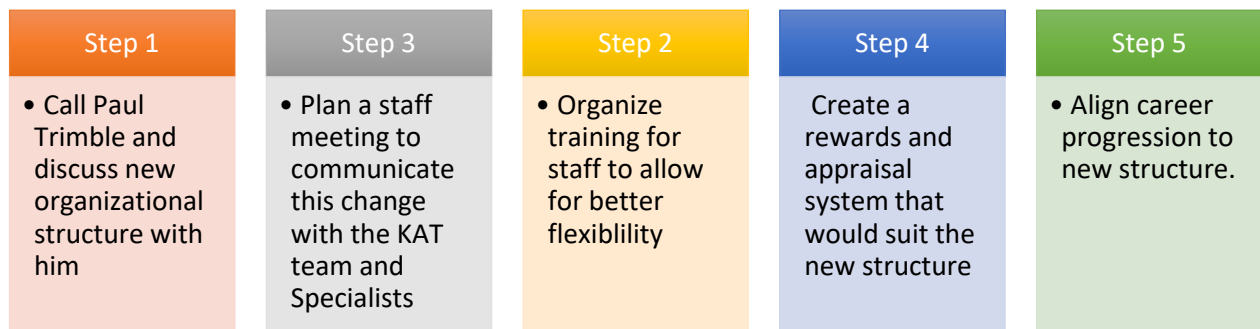 Step 1
• Call Paul
Trimble and
discuss new
organizational
structure with
him
Step 3
• Plan a staff
meeting to
communicate
this change
with the KAT
team and
Specialists
Step 2
• Organize
training for
staff to allow
for better
flexiblility
Step 4
Create a
rewards and
appraisal
system that
would suit the
new structure
Step 5
• Align career
progression to
new structure.